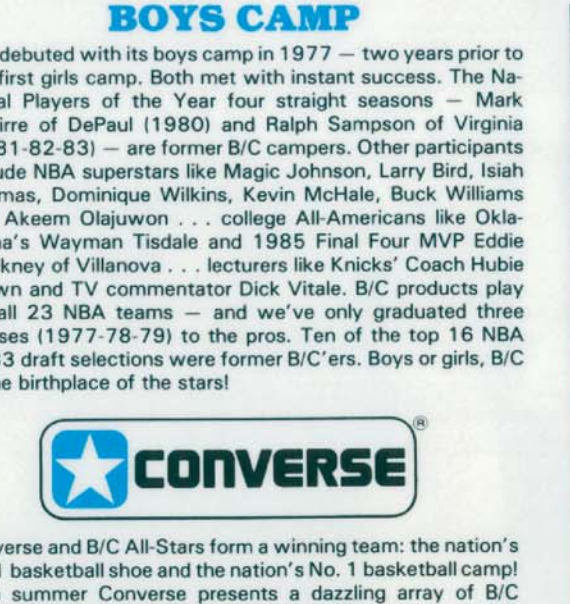 BOYS CAMP
debuted with its boys camp in 1977 — two years prior to
first girls camp. Both met with instant success. The Na-
al Players of the Year four straight seasons — Mark
irre of DePaul (1980) and Ralph Sampson of Virginia
81-82-83) — are former B/C campers. Other participants
ude NBA superstars like Magic Johnson, Larry Bird, Isiah
mas, Dominique Wilkins, Kevin McHale, Buck Williams
Akeem Olajuwon . . . college All-Americans like Okla-
na's Wayman Tisdale and 1985 Final Four MVP Eddie
kney of Villanova . . . lecturers like Knicks' Coach Hubie
wn and TV commentator Dick Vitale. B/C products play
all 23 NBA teams — and we've only graduated three
ses (1977-78-79) to the pros. Ten of the top 16 NBA
33 draft selections were former B/C'ers. Boys or girls, B/C
e birthplace of the stars!
CONVERSE®
verse and B/C All-Stars form a winning team: the nation's
1 basketball shoe and the nation's No. 1 basketball camp!
summer Converse presents a dazzling array of B/C